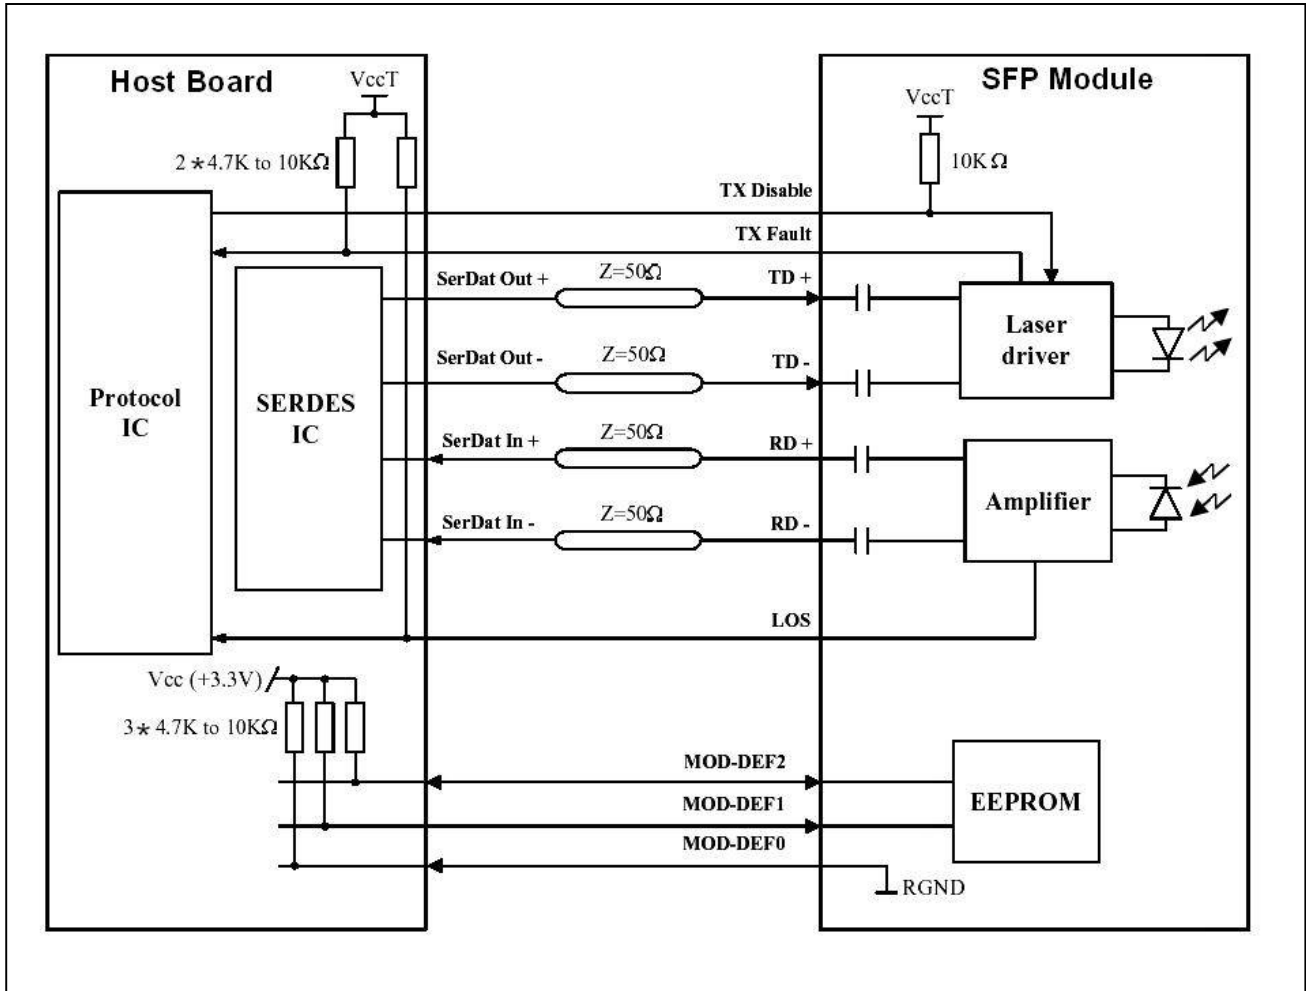 Host Board
SFP Module
VccT
VccT
2*4.7K to 10KΩ
10KΩ
TX Disable
TX Fault
SerDat Out +
Z=50Ω
TD +
Laser
driver
SerDat Out -
Z=50Ω
TD -
Protocol
IC
SERDES
IC
SerDat In +
Z=50Ω
RD +
Amplifier
SerDat In -
Z=50Ω
RD -
LOS
Vcc (+3.3V)
3*4.7K to 10KΩ
MOD-DEF2
EEPROM
MOD-DEF1
MOD-DEF0
RGND